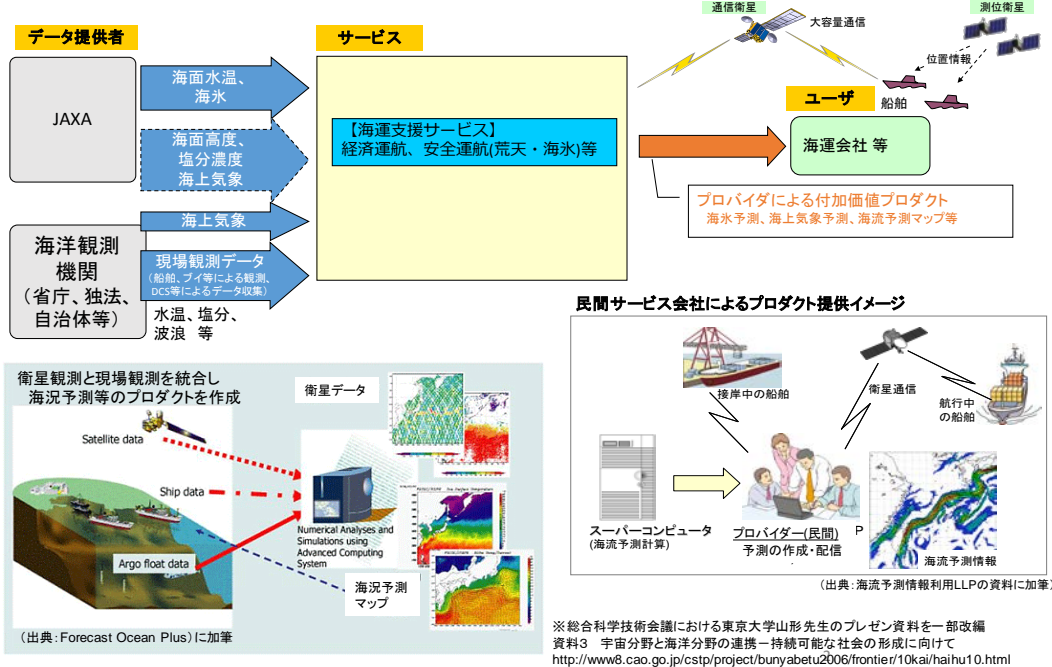 通信衛星
大容量通信
測位衛星
位置情報
船舶
データ提供者
サービス
ユーザ
JAXA
海面水温、
海氷
海面高度、
塩分濃度
海上気象
海上気象
海洋観測
機関
（省庁、独法、
自治体等）
現場観測データ
（船舶、ブイ等による観測、
DCS等によるデータ収集）
水温、塩分、
波浪 等
【海運支援サービス】
経済運航、安全運航(荒天・海氷)等
海運会社 等
プロバイダによる付加価値プロダクト
海氷予測、海上気象予測、海流予測マップ等
民間サービス会社によるプロダクト提供イメージ
接岸中の船舶
衛星通信
航行中
の船舶
スーパーコンピュータ
(海流予測計算)
プロバイダー(民間)
予測の作成・配信
P
海流予測情報
（出典：海流予測情報利用LLPの資料に加筆）
衛星観測と現場観測を統合し
海況予測等のプロダクトを作成
衛星データ
Satellite data
Ship data
Argo float data
Numerical Analyses and
Simulations using
Advanced Computing
System
海況予測
マップ
（出典：Forecast Ocean Plus）に加筆
※総合科学技術会議における東京大学山形先生のプレゼン資料を一部改編
資料3 宇宙分野と海洋分野の連携－持続可能な社会の形成に向けて
http://www8.cao.go.jp/cstp/project/bunyabetu2006/frontier/10kai/haihu10.html